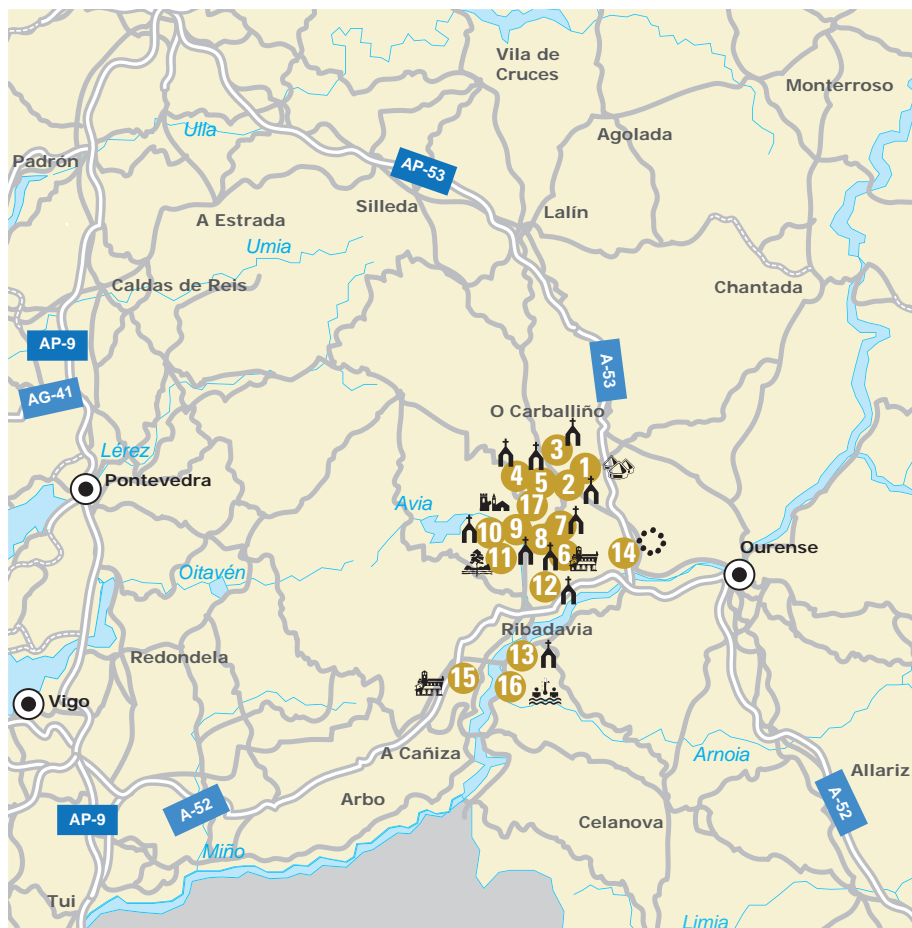 Vila de
Cruces
Monterroso
Ulla
Agolada
Padrón
AP-53
Silleda
Lalín
A Estrada
Umia
Caldas de Reis
Chantada
AP-9
A-53
AG-41
O Carballiño
Lérez
3
1
4
5
2
Pontevedra
Avia
17
10
9
7
8
11
6
14
Ourense
Oitavén
12
Ribadavia
Redondela
13
15
16
Vigo
A Cañiza
Arnoia
Allariz
Arbo
A-52
A-52
AP-9
Celanova
Miño
Tui
Limia